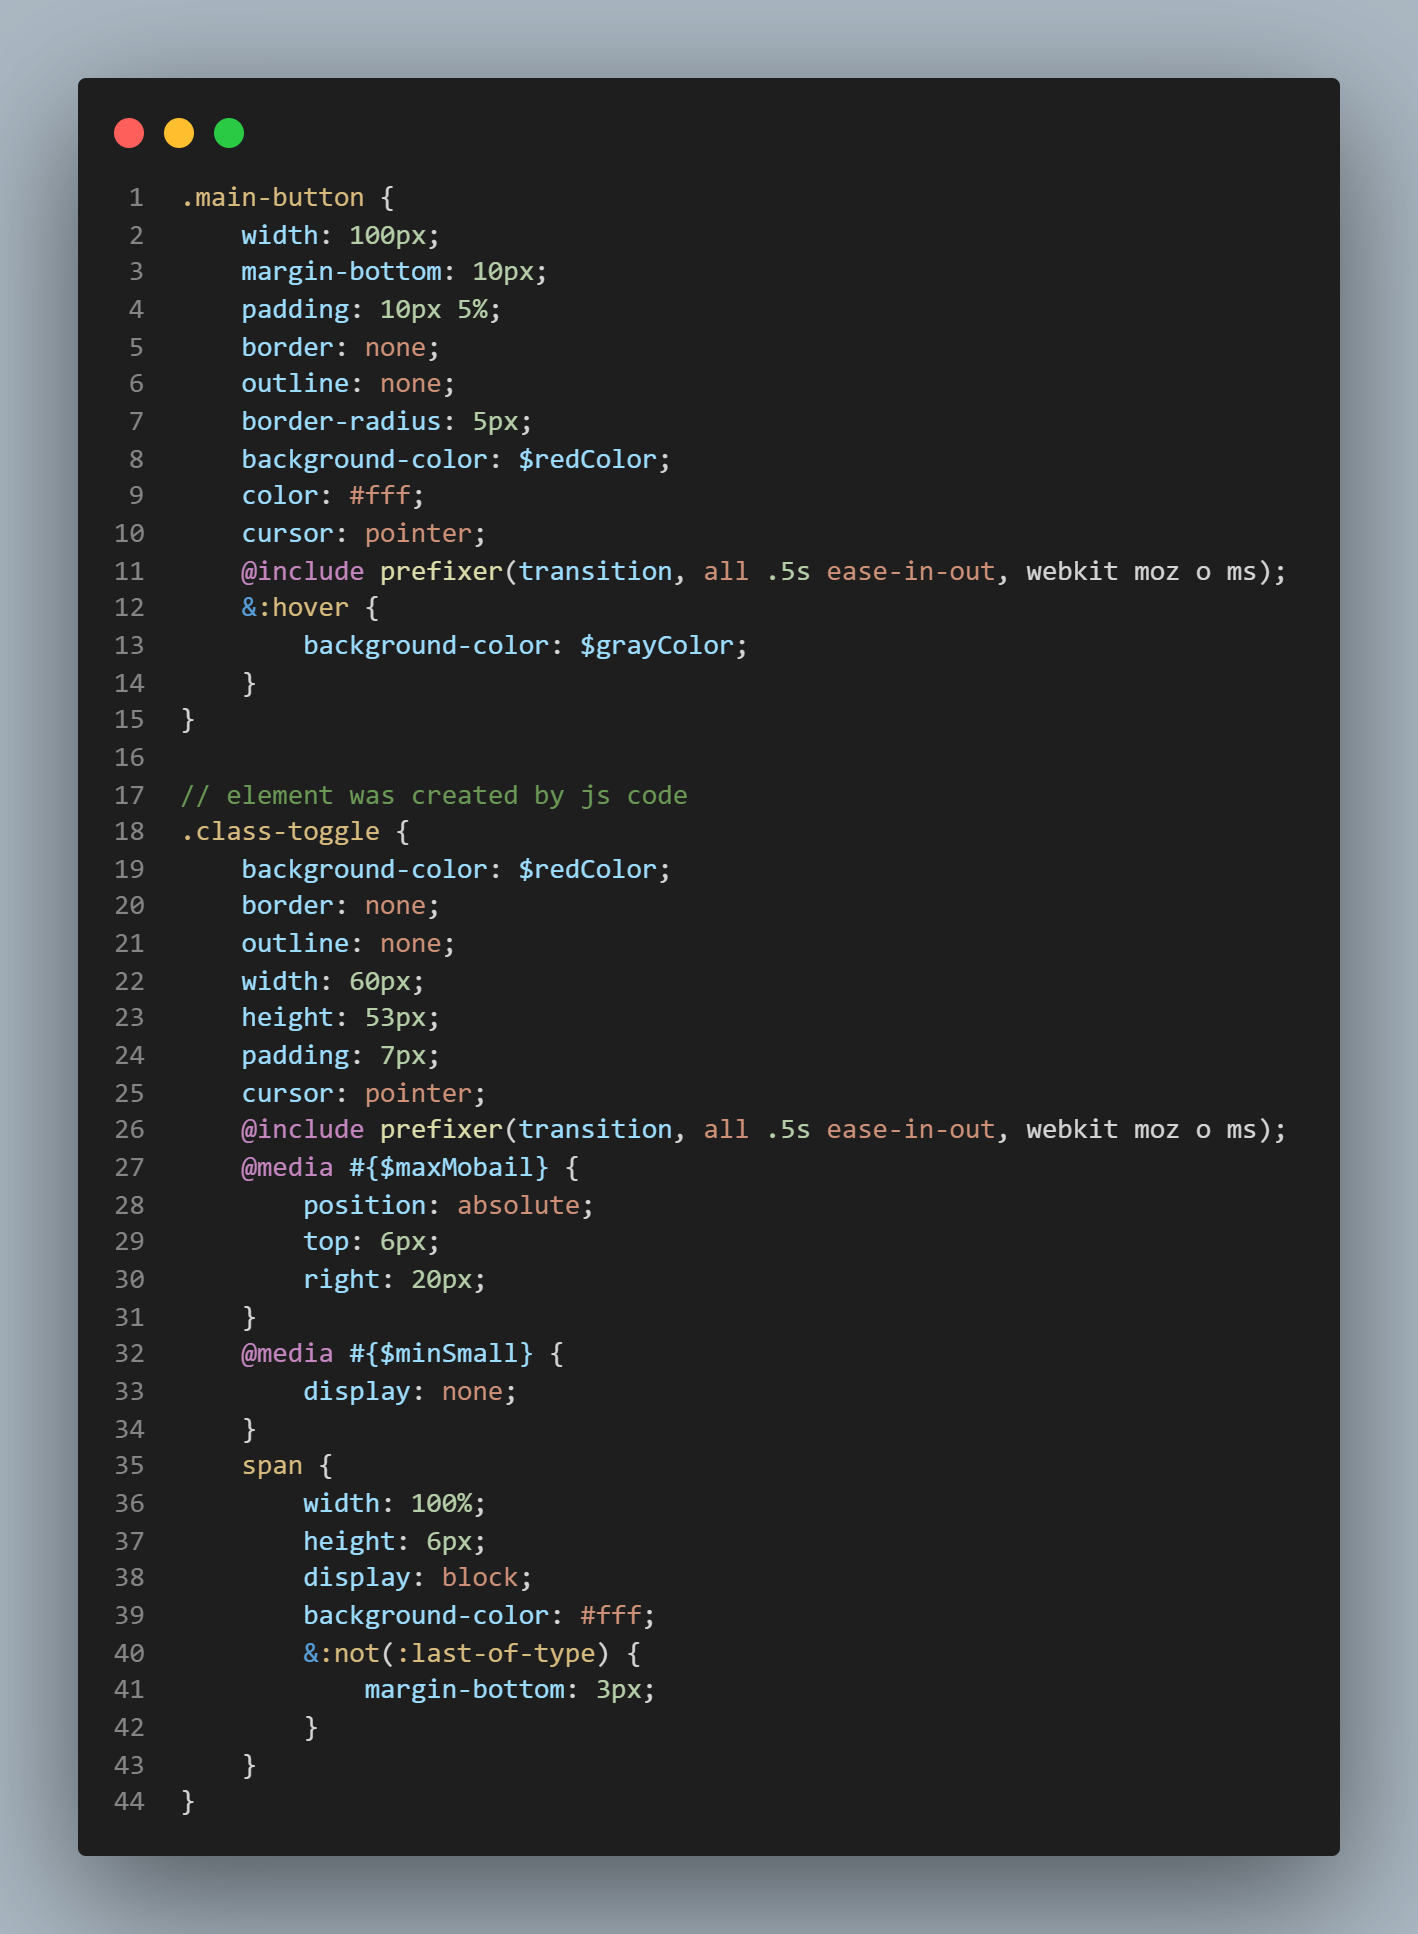 1 .main-button {
2     width: 100px;
3     margin-bottom: 10px;
4     padding: 10px 5%;
5     border: none;
6     outline: none;
7     border-radius: 5px;
8     background-color: $redColor;
9     color: #fff;
10     cursor: pointer;
11     @include prefixer(transition, all .5s ease-in-out, webkit moz o ms);
12     &:hover {
13         background-color: $grayColor;
14     }
15 }
16
17 // element was created by js code
18 .class-toggle {
19     background-color: $redColor;
20     border: none;
21     outline: none;
22     width: 60px;
23     height: 53px;
24     padding: 7px;
25     cursor: pointer;
26     @include prefixer(transition, all .5s ease-in-out, webkit moz o ms);
27     @media #{$maxMobail} {
28         position: absolute;
29         top: 6px;
30         right: 20px;
31     }
32     @media #{$minSmall} {
33         display: none;
34     }
35     span {
36         width: 100%;
37         height: 6px;
38         display: block;
39         background-color: #fff;
40         &:not(:last-of-type) {
41             margin-bottom: 3px;
42         }
43     }
44 }